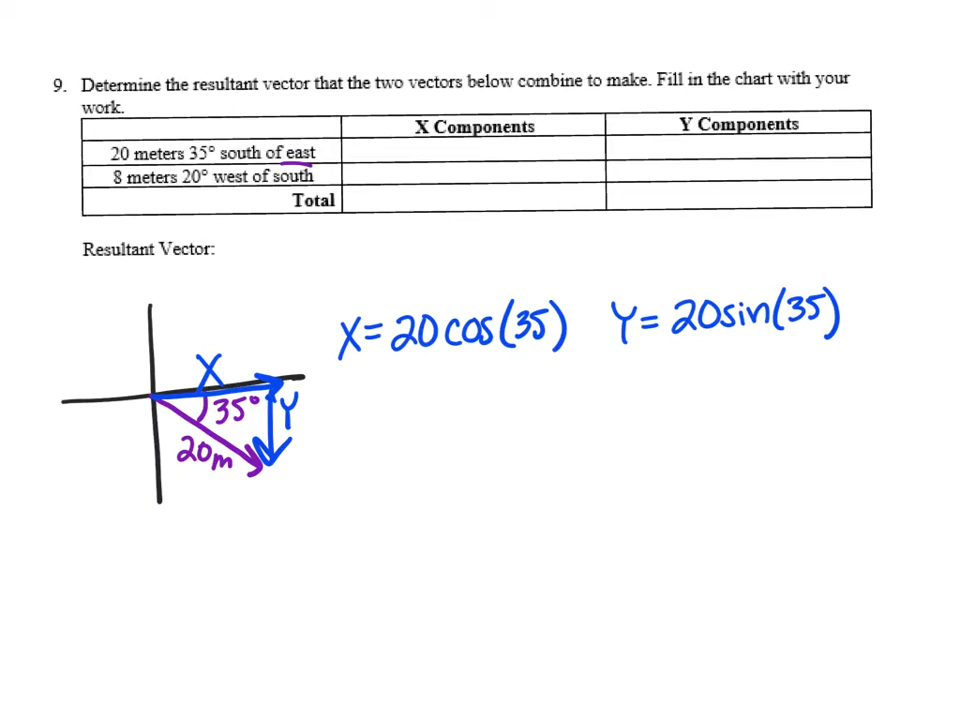 9. Determine the resultant vector that the two vectors below combine to make. Fill in the chart with your
work.
X Components Y Components
20 meters 35° south of east
8 meters 20° west of south
Total
Resultant Vector:
X=20cos(35) Y=20sin(35)
X
35° Y
20m